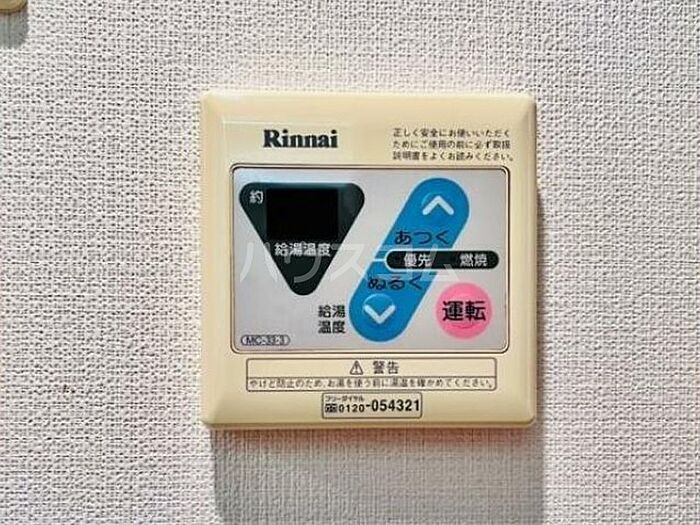 Rinnai
正しく安全にお使いいただく
ためにご使用の前に必ず取扱
説明書をよくお読みください。
約
給湯温度
あつく
優先 燃焼
ぬるく
給湯
温度
運転
MC-33-3
⚠ 警告
やけど防止のため、お湯を使う前に湯温を確かめてください。
フリーダイヤル
0120-054321
ハウスコム